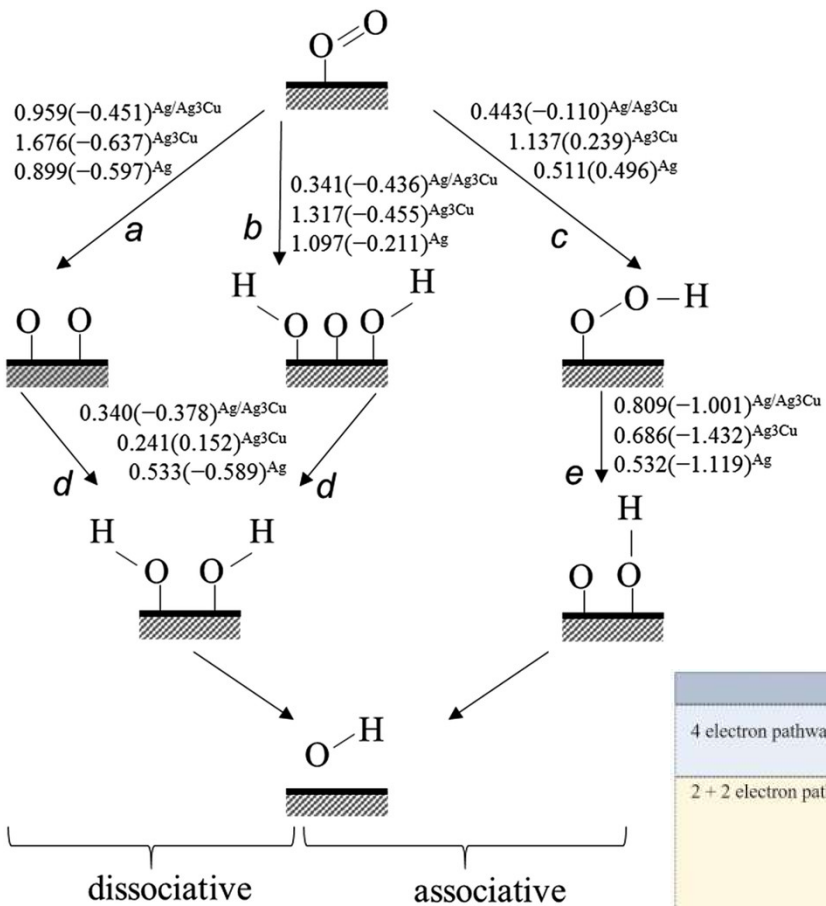 O
O
0.959(−0.451)Ag/Ag3Cu
1.676(−0.637)Ag3Cu
0.899(−0.597)Ag
0.443(−0.110)Ag/Ag3Cu
1.137(0.239)Ag3Cu
0.511(0.496)Ag
0.341(−0.436)Ag/Ag3Cu
1.317(−0.455)Ag3Cu
1.097(−0.211)Ag
a
b
c
O O
H H
O O O
O O H
0.340(−0.378)Ag/Ag3Cu
0.241(0.152)Ag3Cu
0.533(−0.589)Ag
d
d
0.809(−1.001)Ag/Ag3Cu
0.686(−1.432)Ag3Cu
0.532(−1.119)Ag
e
H H
O O
H
O O
O H
4 electron pathwa
2 + 2 electron pat
dissociative
associative